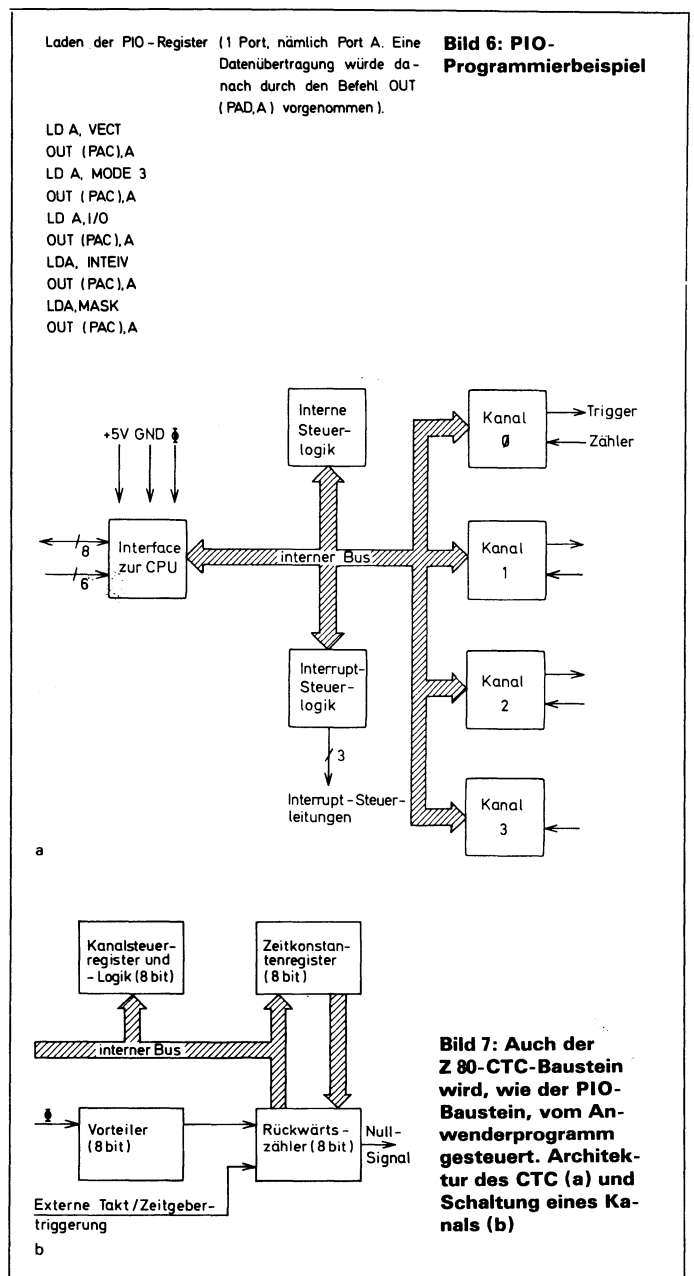 Laden der PIO-Register (1 Port, nämlich Port A. Eine
Datenübertragung würde da-
nach durch den Befehl OUT
(PAD,A) vorgenommen).
Bild 6: PIO-
Programmierbeispiel
LD A, VECT
OUT (PAC),A
LD A, MODE 3
OUT (PAC),A
LD A,I/O
OUT (PAC),A
LDA, INTEIV
OUT (PAC),A
LDA,MASK
OUT (PAC),A
+5V GND Φ
8
6
Interface
zur CPU
Interne
Steuer-
logik
interner Bus
Interrupt-
Steuer-
logik
3
Interrupt-Steuer-
leitungen
Kanal
0
Trigger
Zähler
Kanal
1
Kanal
2
Kanal
3
a
Kanalsteuer-
register und
-Logik (8 bit)
Zeitkonstan-
tenregister
(8 bit)
interner Bus
Φ
Vorteiler
(8 bit)
Rückwärts-
zähler (8 bit)
Null-
Signal
Externe Takt/Zeitgeber-
triggerung
b
Bild 7: Auch der
Z 80-CTC-Baustein
wird, wie der PIO-
Baustein, vom An-
wenderprogramm
gesteuert. Architek-
tur des CTC (a) und
Schaltung eines Ka-
nals (b)